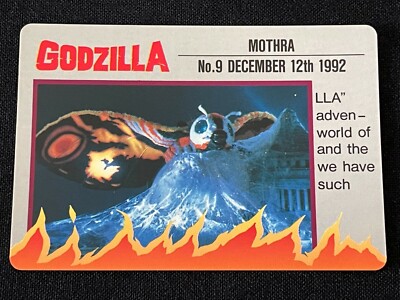 GODZILLA
MOTHRA
No.9 DECEMBER 12th 1992
LLA”
adven–
world of
and the
we have
such